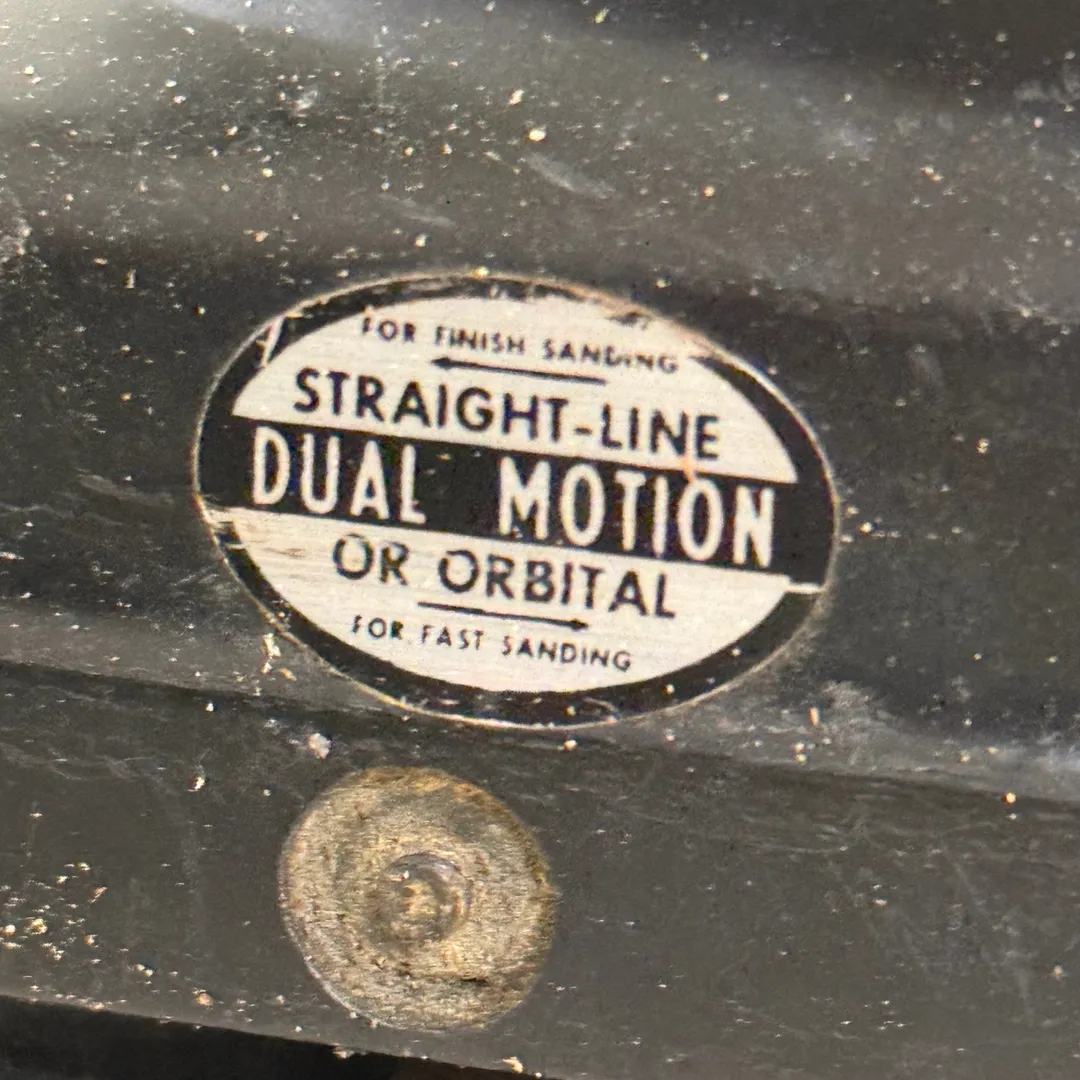 FOR FINISH SANDING
STRAIGHT-LINE
DUAL MOTION
OR ORBITAL
FOR FAST SANDING